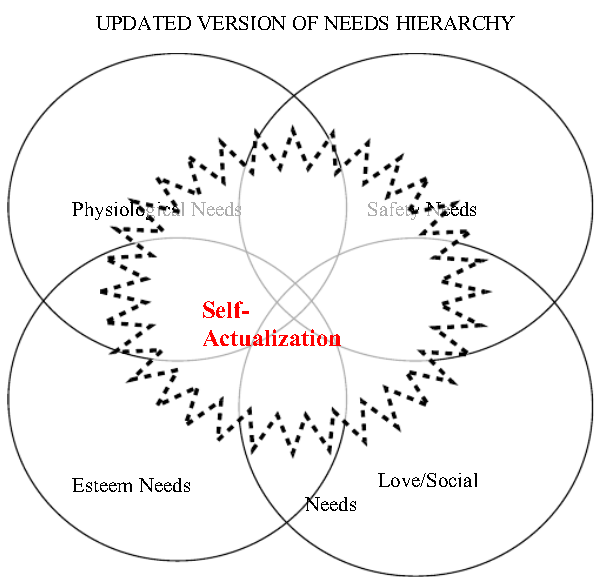 UPDATED VERSION OF NEEDS HIERARCHY
Physiological Needs
Safety Needs
Self-
Actualization
Esteem Needs
Love/Social
Needs